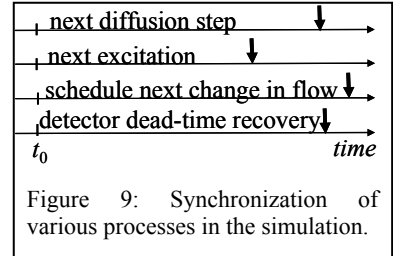 next diffusion step
next excitation
schedule next change in flow
detector dead-time recovery
t0 time
Figure 9: Synchronization of
various processes in the simulation.